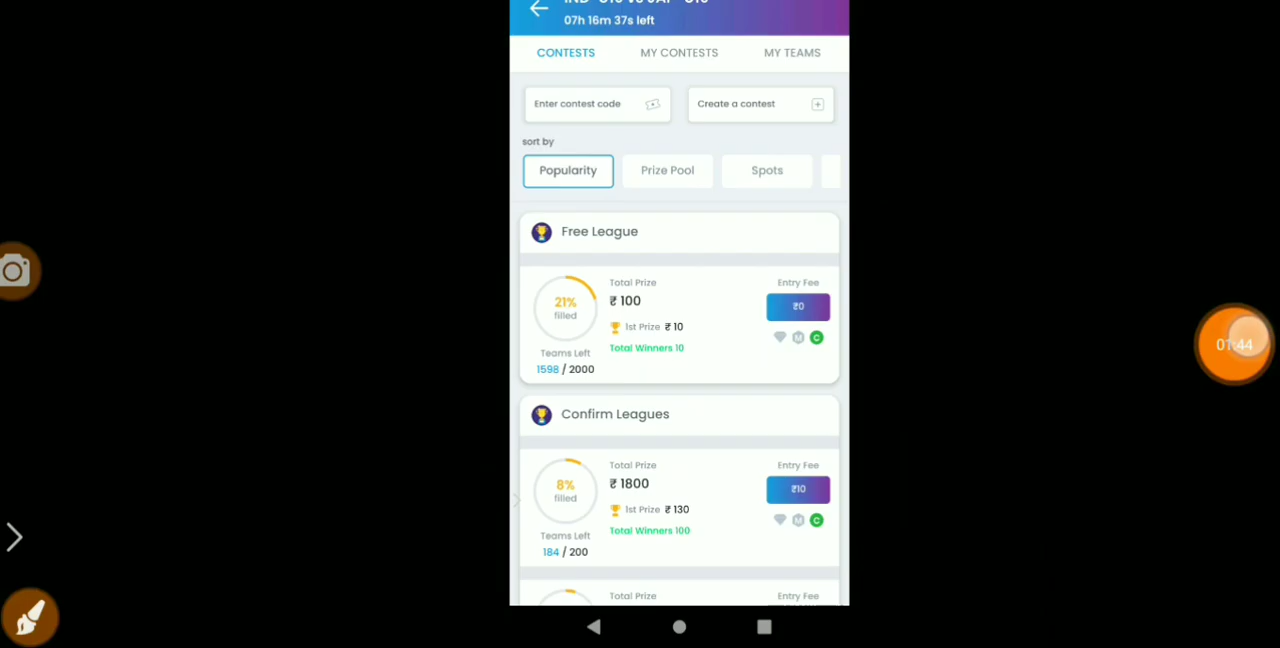 07h 16m 37s left
CONTESTS MY CONTESTS MY TEAMS
Enter contest code Create a contest
sort by
Popularity Prize Pool Spots
Free League
21% filled
Total Prize
₹ 100
1st Prize ₹ 10
Total Winners 10
Entry Fee
₹0
M C
Teams Left
1598 / 2000
Confirm Leagues
8% filled
Total Prize
₹ 1800
1st Prize ₹ 130
Total Winners 100
Entry Fee
₹10
M C
Teams Left
184 / 200
Total Prize
Entry Fee
01:44